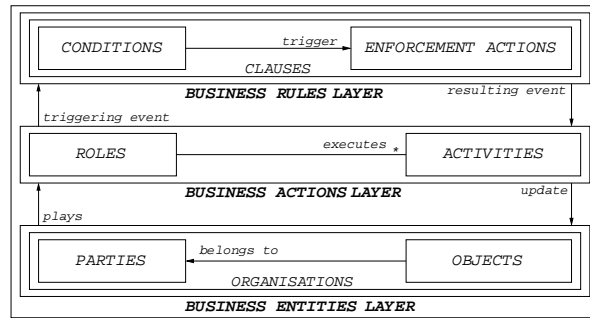 CONDITIONS trigger ENFORCEMENT ACTIONS
CLAUSES
BUSINESS RULES LAYER resulting event
triggering event
ROLES executes * ACTIVITIES
BUSINESS ACTIONS LAYER update
plays
PARTIES belongs to OBJECTS
ORGANISATIONS
BUSINESS ENTITIES LAYER